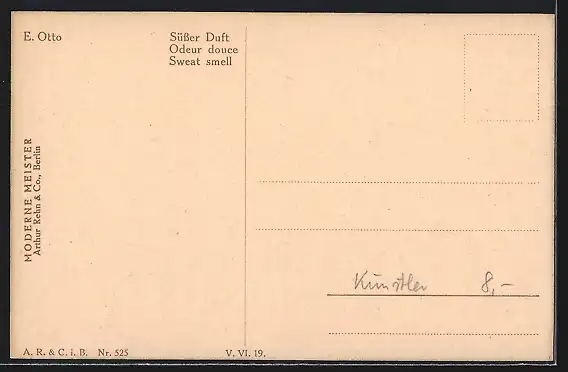 E. Otto
Süßer Duft
Odeur douce
Sweat smell
MODERNE MEISTER
Arthur Rehn & Co., Berlin
Künstler 8,-
A. R. & C. i. B. Nr. 525
V. VI. 19.